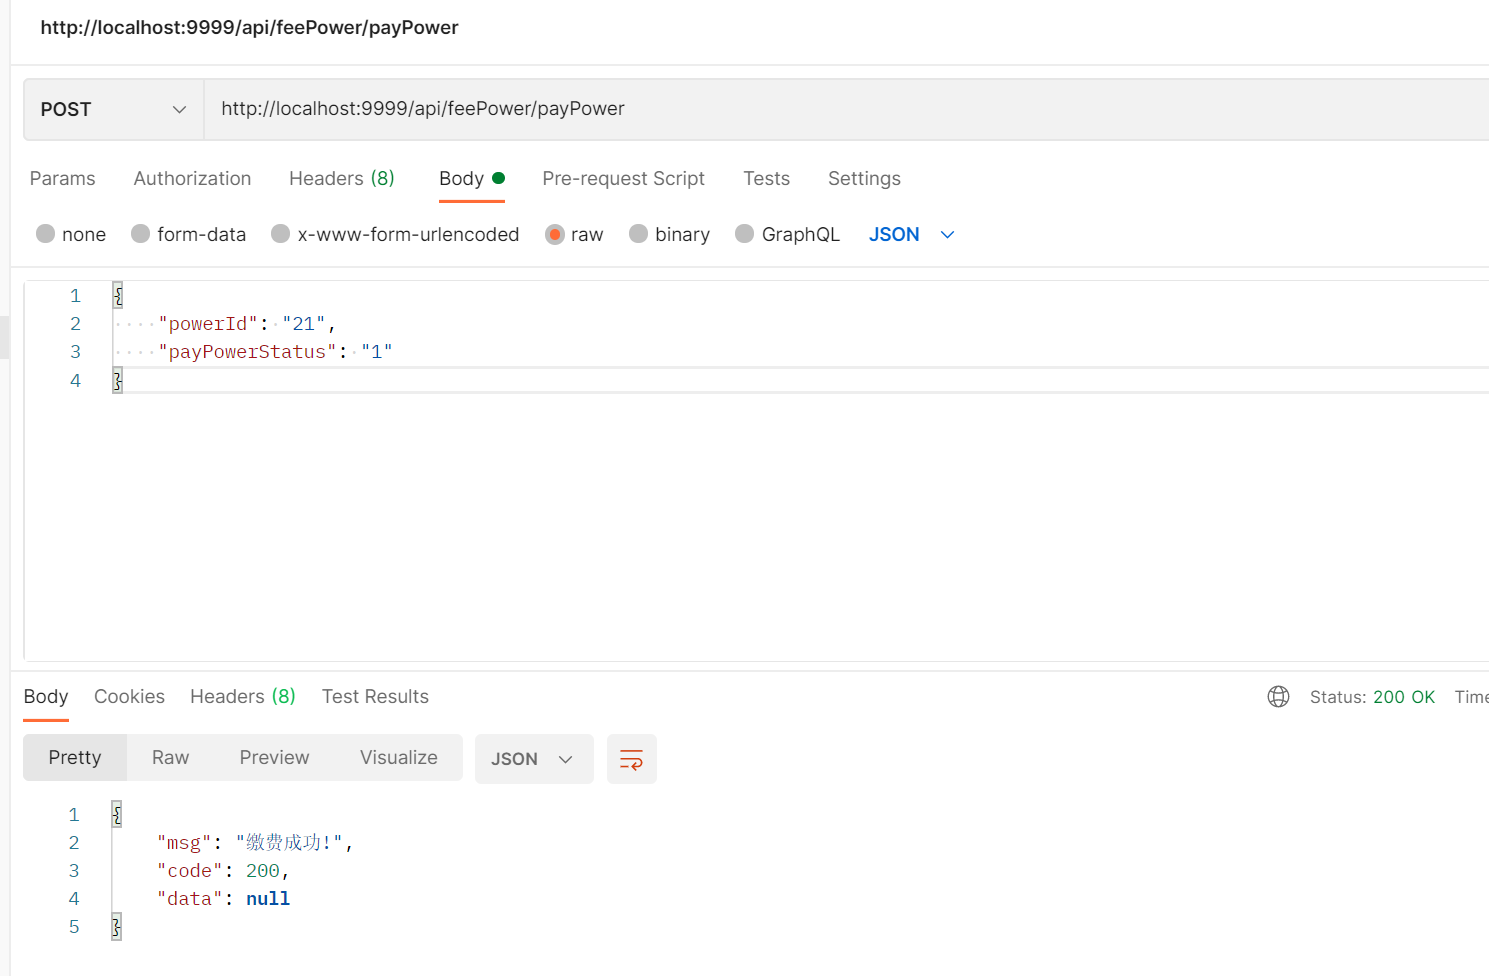 http://localhost:9999/api/feePower/payPower
POST http://localhost:9999/api/feePower/payPower
Params Authorization Headers (8) Body Pre-request Script Tests Settings
none form-data x-www-form-urlencoded raw binary GraphQL JSON
1 {
2 "powerId": "21",
3 "payPowerStatus": "1"
4 }
Body Cookies Headers (8) Test Results Status: 200 OK Time
Pretty Raw Preview Visualize JSON
1 {
2 "msg": "缴费成功!",
3 "code": 200,
4 "data": null
5 }